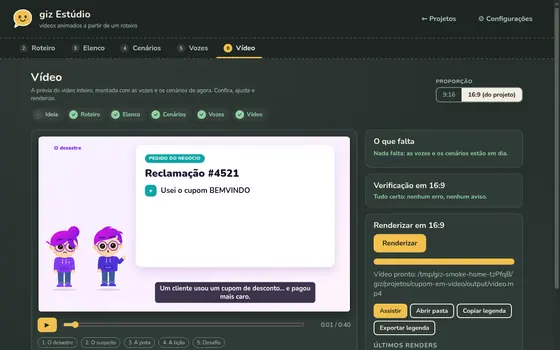 giz Estúdio
vídeos animados a partir de um roteiro
← Projetos
Configurações
2 Roteiro
3 Elenco
4 Cenários
5 Vozes
6 Vídeo
Vídeo
A prévia do vídeo inteiro, montada com as vozes e os cenários de agora. Confira, ajuste e
renderize.
PROPORÇÃO
9:16
16:9 (do projeto)
Ideia
Roteiro
Elenco
Cenários
Vozes
Vídeo
O desastre
PEDIDO DO NEGÓCIO
Reclamação #4521
Usei o cupom BEMVINDO
Um cliente usou um cupom de desconto... e pagou
mais caro.
0:01 / 0:40
1. O desastre
2. O suspeito
3. A pista
4. A lição
5. Desafio
O que falta
Nada falta: as vozes e os cenários estão em dia.
Verificação em 16:9
Tudo certo: nenhum erro, nenhum aviso.
Renderizar em 16:9
Renderizar
Vídeo pronto: /tmp/giz-smoke-home-tzPfqB/
giz/projetos/cupom-em-video/output/video.m
p4
Assistir
Abrir pasta
Copiar legenda
Exportar legenda
ÚLTIMOS RENDERS